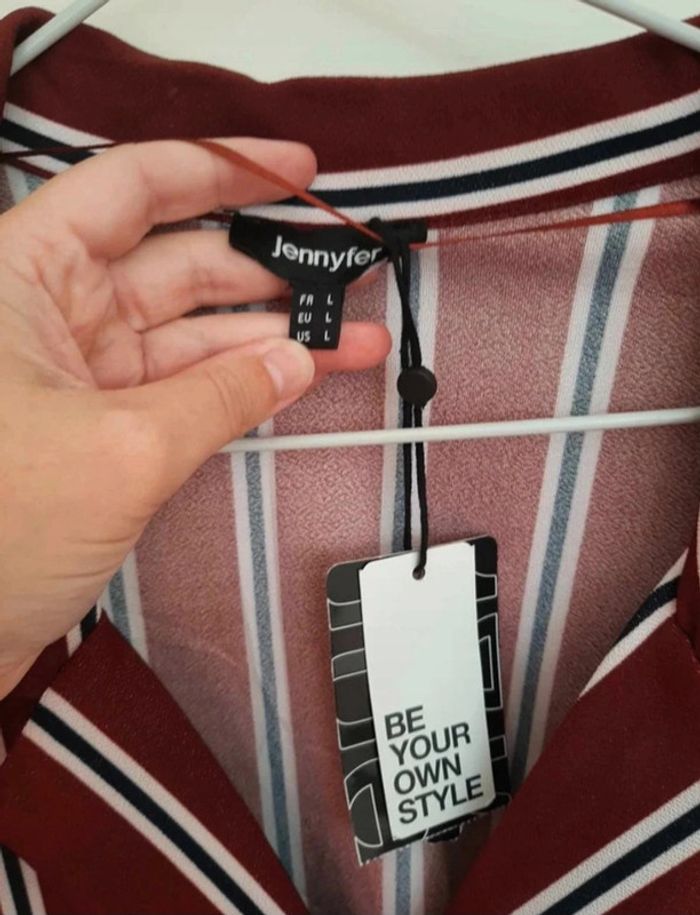 Jennyfer
FR L
EU L
US L
BE
YOUR
OWN
STYLE